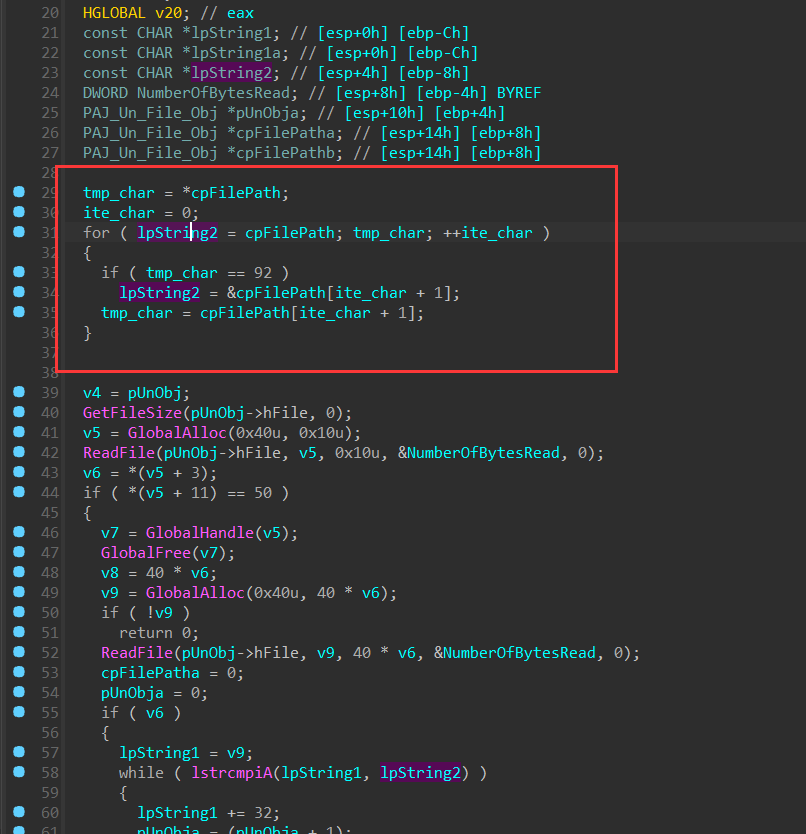 20 HGLOBAL v20; // eax
21 const CHAR *lpString1; // [esp+0h] [ebp-Ch]
22 const CHAR *lpString1a; // [esp+0h] [ebp-Ch]
23 const CHAR *lpString2; // [esp+4h] [ebp-8h]
24 DWORD NumberOfBytesRead; // [esp+8h] [ebp-4h] BYREF
25 PAJ_Un_File_Obj *pUnObja; // [esp+10h] [ebp+4h]
26 PAJ_Un_File_Obj *cpFilePatha; // [esp+14h] [ebp+8h]
27 PAJ_Un_File_Obj *cpFilePathb; // [esp+14h] [ebp+8h]
28
29 tmp_char = *cpFilePath;
30 ite_char = 0;
31 for ( lpString2 = cpFilePath; tmp_char; ++ite_char )
32 {
33 if ( tmp_char == 92 )
34 lpString2 = &cpFilePath[ite_char + 1];
35 tmp_char = cpFilePath[ite_char + 1];
36 }
37
38
39 v4 = pUnObj;
40 GetFileSize(pUnObj->hFile, 0);
41 v5 = GlobalAlloc(0x40u, 0x10u);
42 ReadFile(pUnObj->hFile, v5, 0x10u, &NumberOfBytesRead, 0);
43 v6 = *(v5 + 3);
44 if ( *(v5 + 11) == 50 )
45 {
46 v7 = GlobalHandle(v5);
47 GlobalFree(v7);
48 v8 = 40 * v6;
49 v9 = GlobalAlloc(0x40u, 40 * v6);
50 if ( !v9 )
51 return 0;
52 ReadFile(pUnObj->hFile, v9, 40 * v6, &NumberOfBytesRead, 0);
53 cpFilePatha = 0;
54 pUnObja = 0;
55 if ( v6 )
56 {
57 lpString1 = v9;
58 while ( lstrcmpiA(lpString1, lpString2) )
59 {
60 lpString1 += 32;
61 pUnObja = (pUnObja + 1);